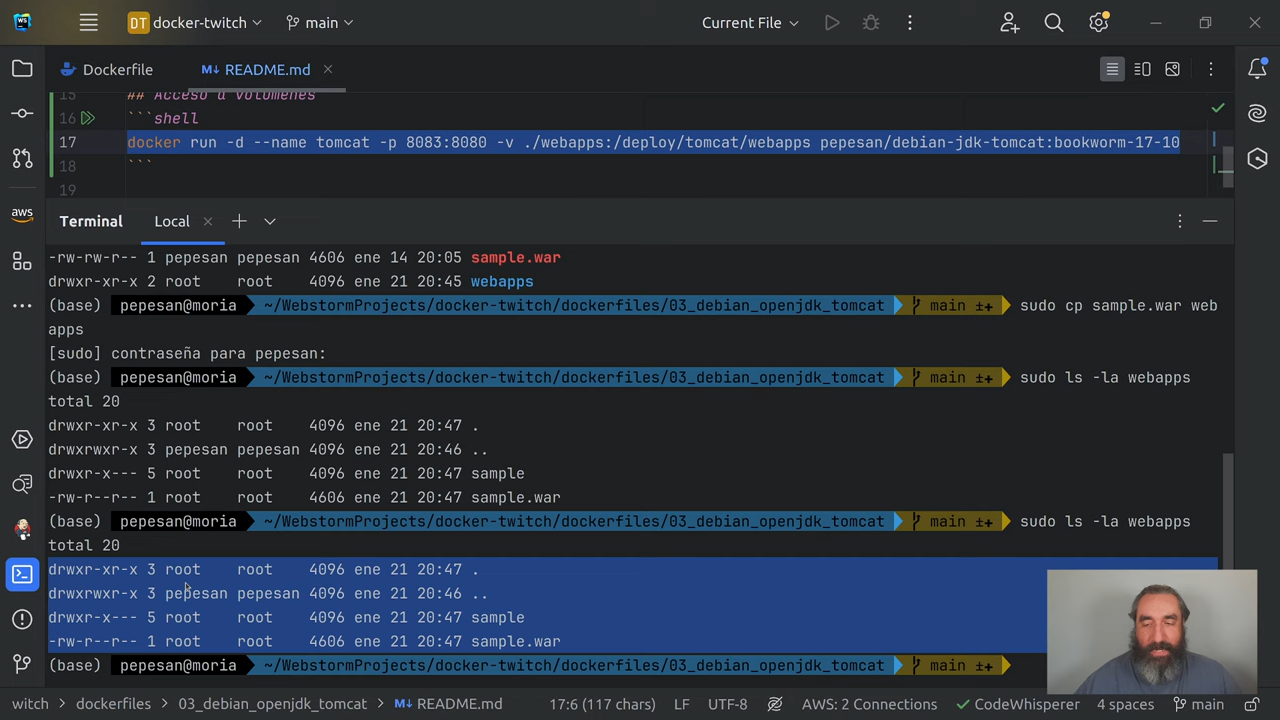 WS DT docker-twitch main Current File
Dockerfile M↓ README.md
15 ## Acceso a volúmenes
16 ```shell
17 docker run -d --name tomcat -p 8083:8080 -v ./webapps:/deploy/tomcat/webapps pepesan/debian-jdk-tomcat:bookworm-17-10
18 ```
19
aws
Terminal Local
-rw-rw-r-- 1 pepesan pepesan 4606 ene 14 20:05 sample.war
drwxr-xr-x 2 root root 4096 ene 21 20:45 webapps
(base) pepesan@moria ~/WebstormProjects/docker-twitch/dockerfiles/03_debian_openjdk_tomcat main ±+ sudo cp sample.war web
apps
[sudo] contraseña para pepesan:
(base) pepesan@moria ~/WebstormProjects/docker-twitch/dockerfiles/03_debian_openjdk_tomcat main ±+ sudo ls -la webapps
total 20
drwxr-xr-x 3 root root 4096 ene 21 20:47 .
drwxrwxr-x 3 pepesan pepesan 4096 ene 21 20:46 ..
drwxr-x--- 5 root root 4096 ene 21 20:47 sample
-rw-r--r-- 1 root root 4606 ene 21 20:47 sample.war
(base) pepesan@moria ~/WebstormProjects/docker-twitch/dockerfiles/03_debian_openjdk_tomcat main ±+ sudo ls -la webapps
total 20
drwxr-xr-x 3 root root 4096 ene 21 20:47 .
drwxrwxr-x 3 pepesan pepesan 4096 ene 21 20:46 ..
drwxr-x--- 5 root root 4096 ene 21 20:47 sample
-rw-r--r-- 1 root root 4606 ene 21 20:47 sample.war
(base) pepesan@moria ~/WebstormProjects/docker-twitch/dockerfiles/03_debian_openjdk_tomcat main ±+
witch dockerfiles 03_debian_openjdk_tomcat M↓ README.md 17:6 (117 chars) LF UTF-8 AWS: 2 Connections CodeWhisperer 4 spaces main